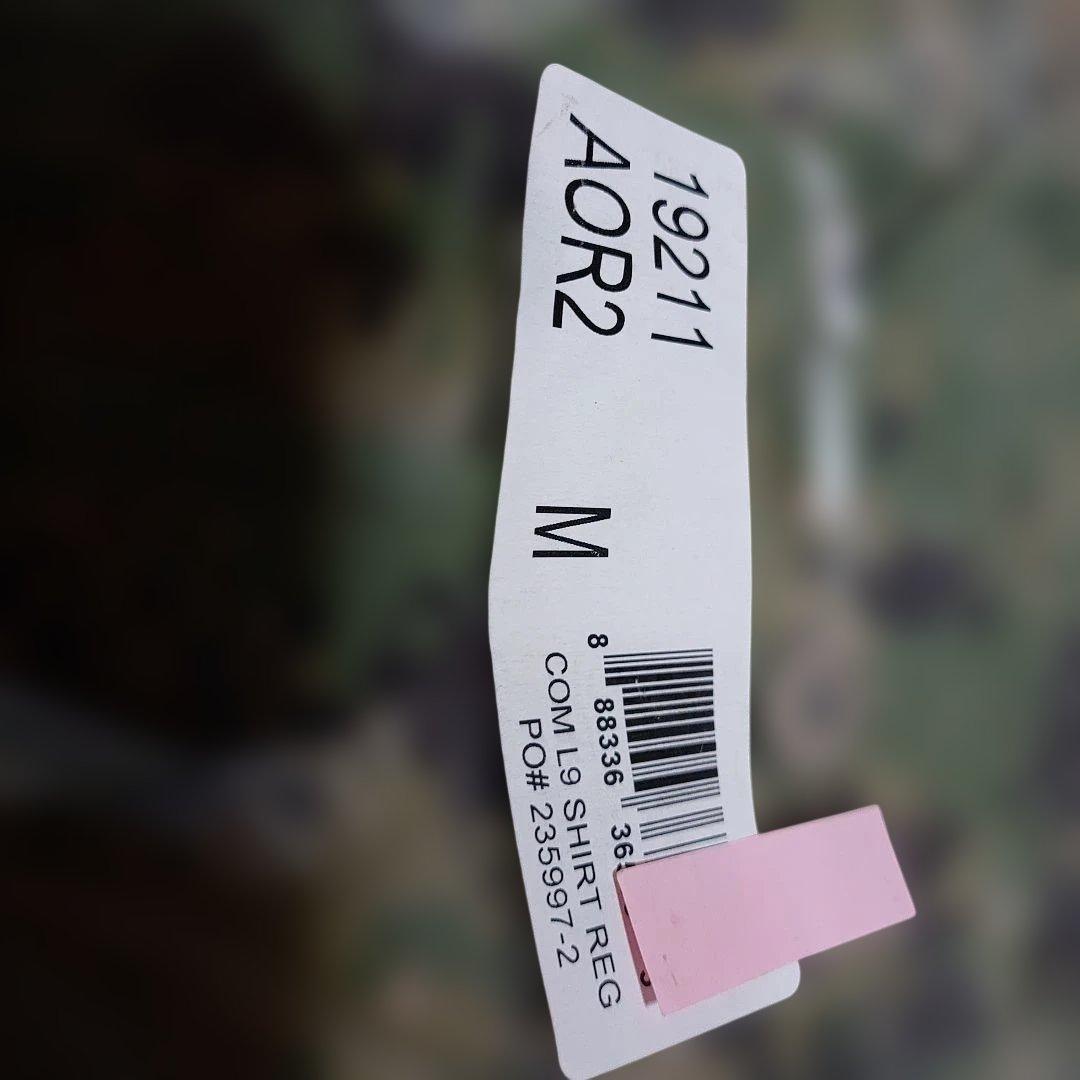 19211
AOR2
M
8 88336 36
COM L9 SHIRT REG
PO# 235997-2